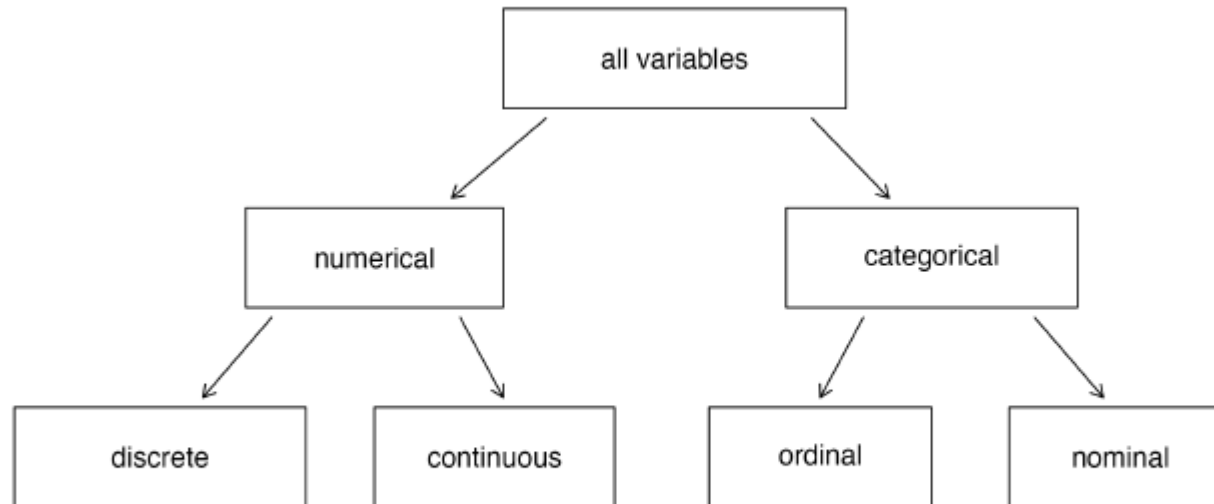 all variables
numerical
categorical
discrete
continuous
ordinal
nominal